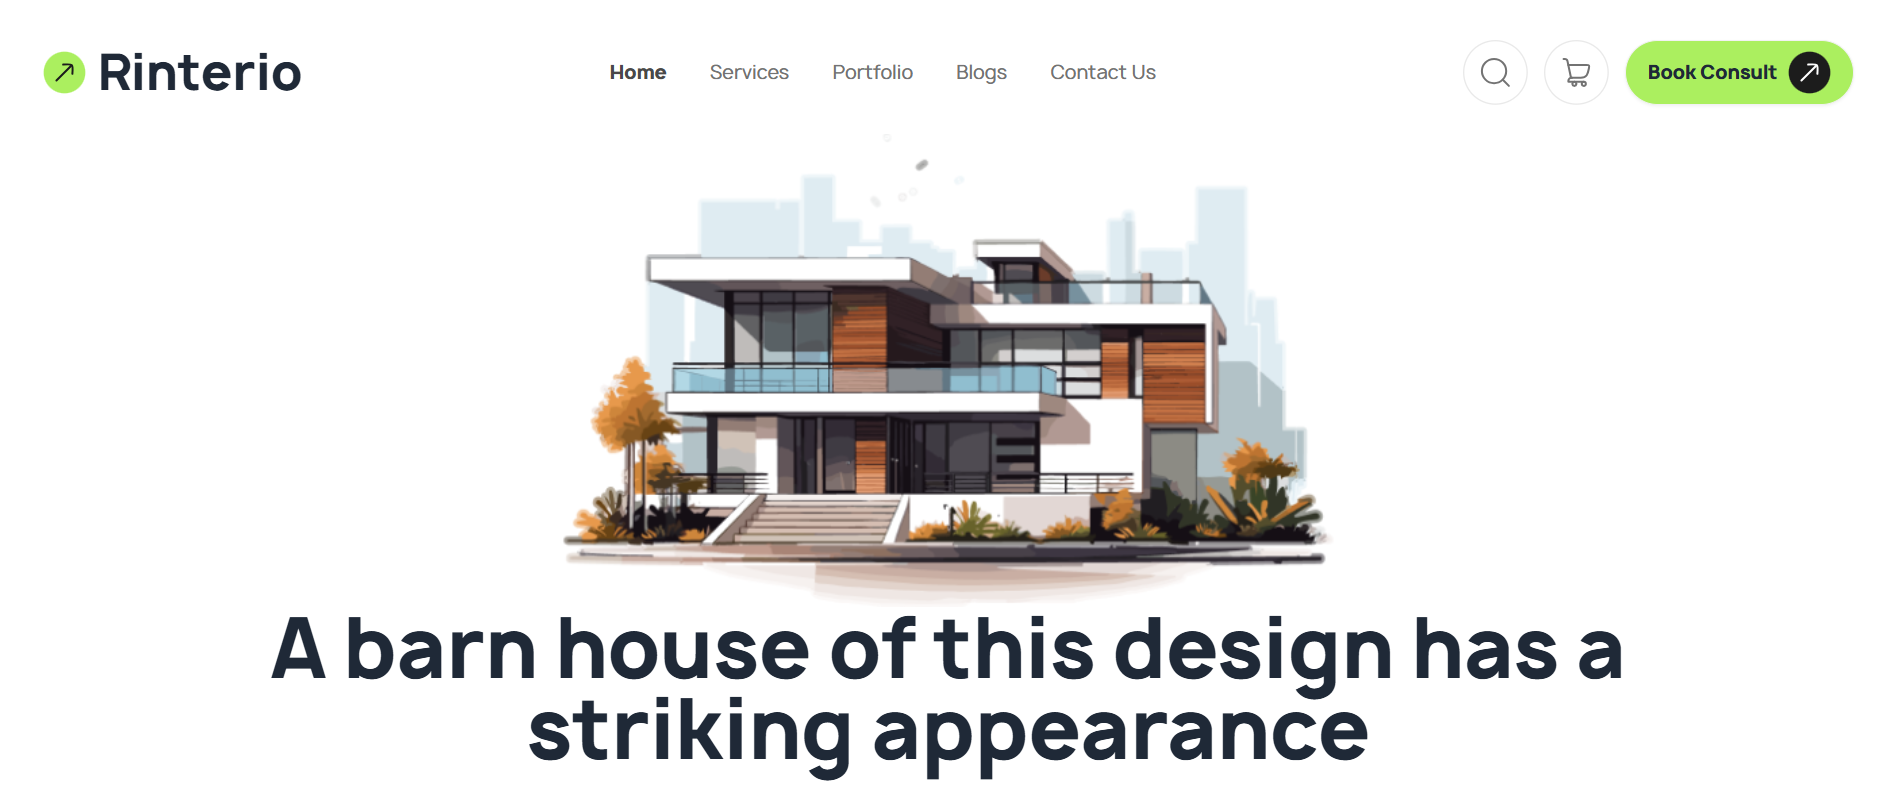 Rinterio
Home Services Portfolio Blogs Contact Us
Book Consult
A barn house of this design has a
striking appearance